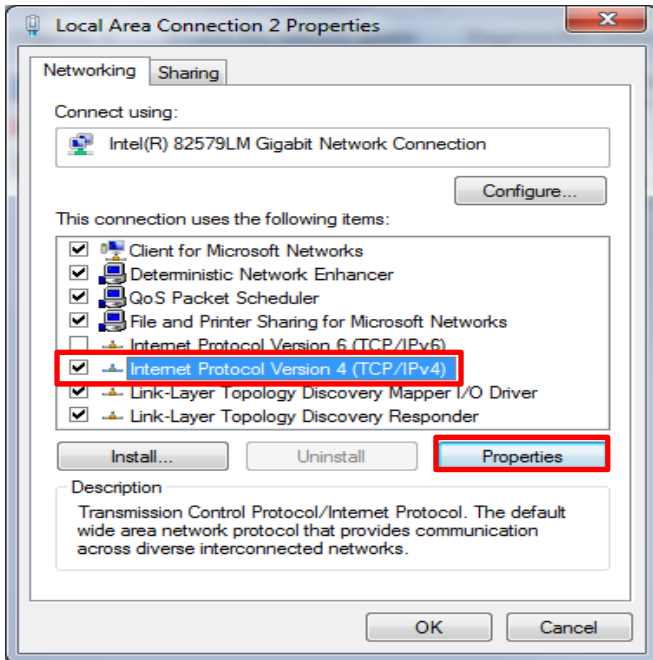 Local Area Connection 2 Properties
Networking
Sharing
Connect using:
Intel(R) 82579LM Gigabit Network Connection
Configure...
This connection uses the following items:
Client for Microsoft Networks
Deterministic Network Enhancer
QoS Packet Scheduler
File and Printer Sharing for Microsoft Networks
Internet Protocol Version 6 (TCP/IPv6)
Internet Protocol Version 4 (TCP/IPv4)
Link-Layer Topology Discovery Mapper I/O Driver
Link-Layer Topology Discovery Responder
Install...
Uninstall
Properties
Description
Transmission Control Protocol/Internet Protocol. The default
wide area network protocol that provides communication
across diverse interconnected networks.
OK
Cancel